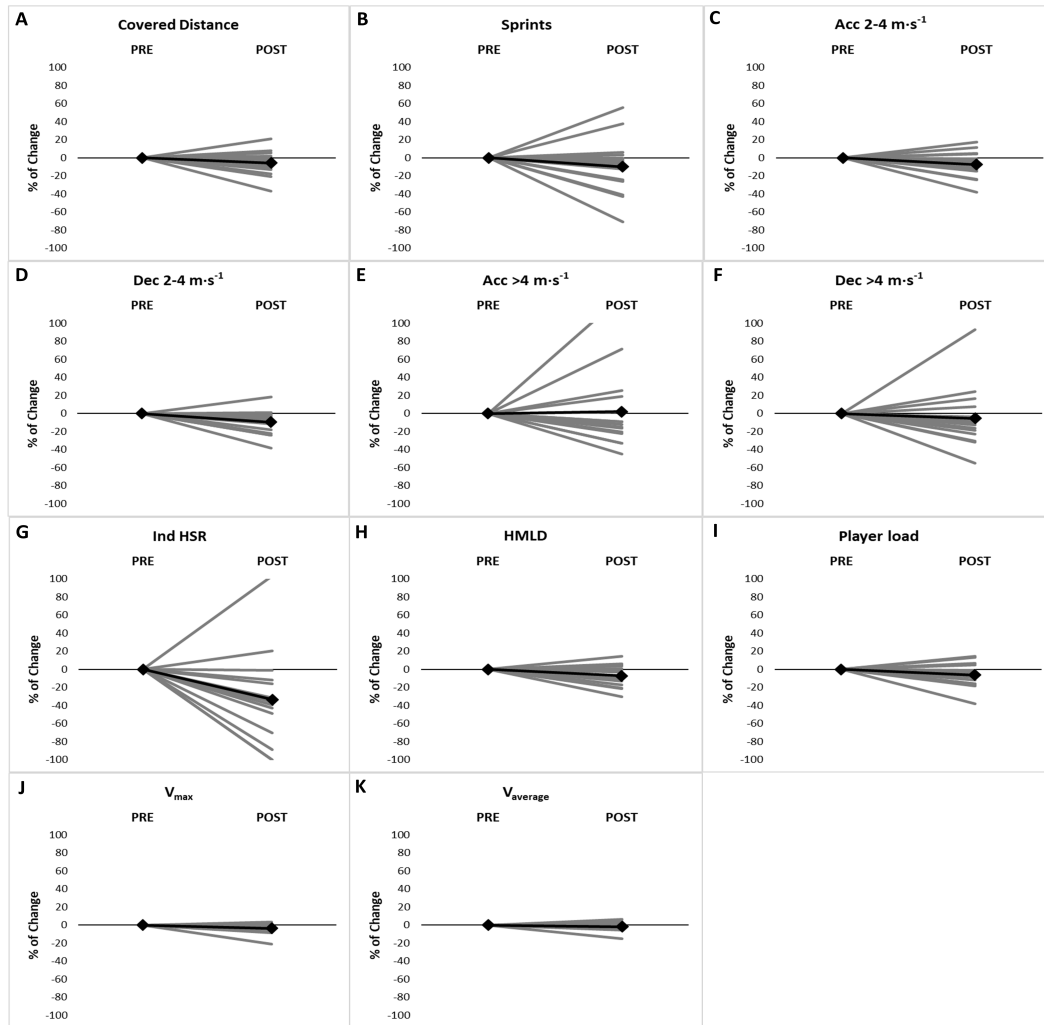 A
Covered Distance
PRE POST
% of Change
100
80
60
40
20
0
-20
-40
-60
-80
-100
B
Sprints
PRE POST
% of Change
100
80
60
40
20
0
-20
-40
-60
-80
-100
C
Acc 2-4 m·s⁻¹
PRE POST
% of Change
100
80
60
40
20
0
-20
-40
-60
-80
-100
D
Dec 2-4 m·s⁻¹
PRE POST
% of Change
100
80
60
40
20
0
-20
-40
-60
-80
-100
E
Acc >4 m·s⁻¹
PRE POST
% of Change
100
80
60
40
20
0
-20
-40
-60
-80
-100
F
Dec >4 m·s⁻¹
PRE POST
% of Change
100
80
60
40
20
0
-20
-40
-60
-80
-100
G
Ind HSR
PRE POST
% of Change
100
80
60
40
20
0
-20
-40
-60
-80
-100
H
HMLD
PRE POST
% of Change
100
80
60
40
20
0
-20
-40
-60
-80
-100
I
Player load
PRE POST
% of Change
100
80
60
40
20
0
-20
-40
-60
-80
-100
J
Vmax
PRE POST
% of Change
100
80
60
40
20
0
-20
-40
-60
-80
-100
K
Vaverage
PRE POST
% of Change
100
80
60
40
20
0
-20
-40
-60
-80
-100